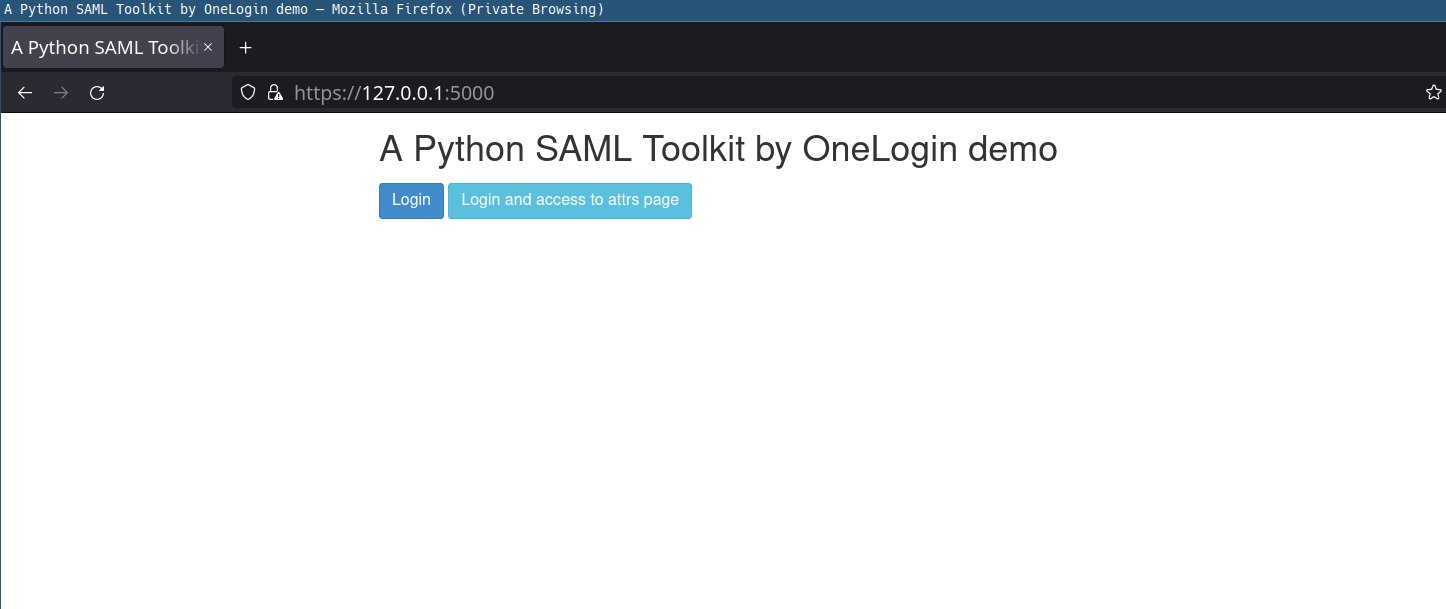 A Python SAML Toolkit by OneLogin demo — Mozilla Firefox (Private Browsing)
A Python SAML Toolki
https://127.0.0.1:5000
A Python SAML Toolkit by OneLogin demo
Login Login and access to attrs page